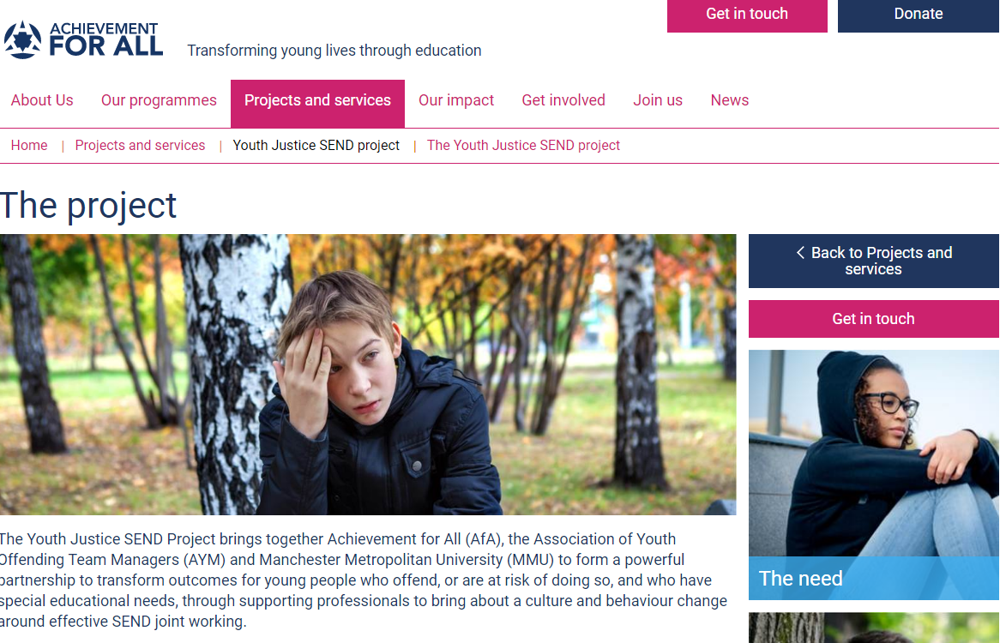 Get in touch
Donate
ACHIEVEMENT
FOR ALL
Transforming young lives through education
About Us
Our programmes
Projects and services
Our impact
Get involved
Join us
News
Home | Projects and services | Youth Justice SEND project | The Youth Justice SEND project
The project
The Youth Justice SEND Project brings together Achievement for All (AfA), the Association of Youth
Offending Team Managers (AYM) and Manchester Metropolitan University (MMU) to form a powerful
partnership to transform outcomes for young people who offend, or are at risk of doing so, and who have
special educational needs, through supporting professionals to bring about a culture and behaviour change
around effective SEND joint working.
Back to Projects and
services
Get in touch
The need